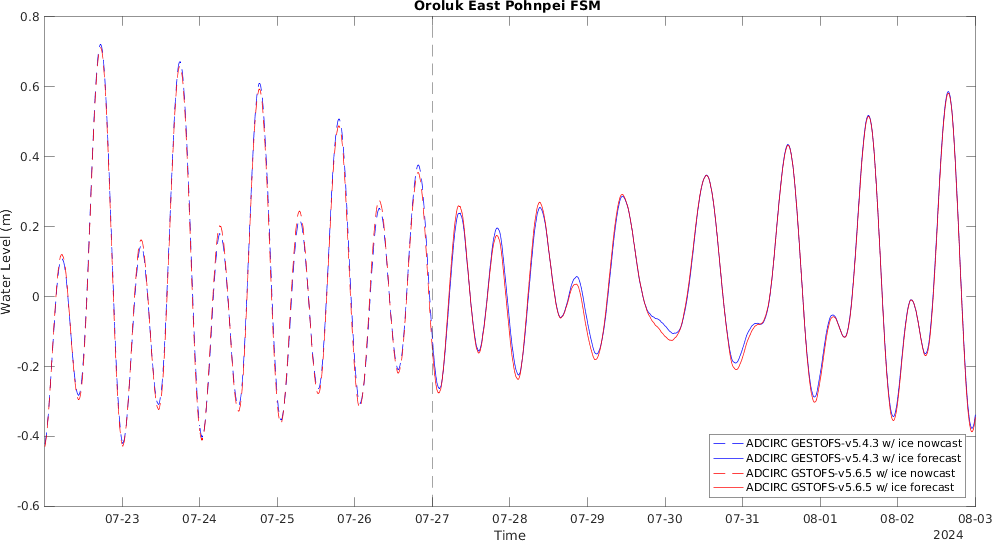 Oroluk East Pohnpei FSM
0.8
0.6
0.4
0.2
0
-0.2
-0.4
-0.6
Water Level (m)
ADCIRC GESTOFS-v5.4.3 w/ ice nowcast
ADCIRC GESTOFS-v5.4.3 w/ ice forecast
ADCIRC GSTOFS-v5.6.5 w/ ice nowcast
ADCIRC GSTOFS-v5.6.5 w/ ice forecast
07-23 07-24 07-25 07-26 07-27 07-28 07-29 07-30 07-31 08-01 08-02 08-03
Time
2024